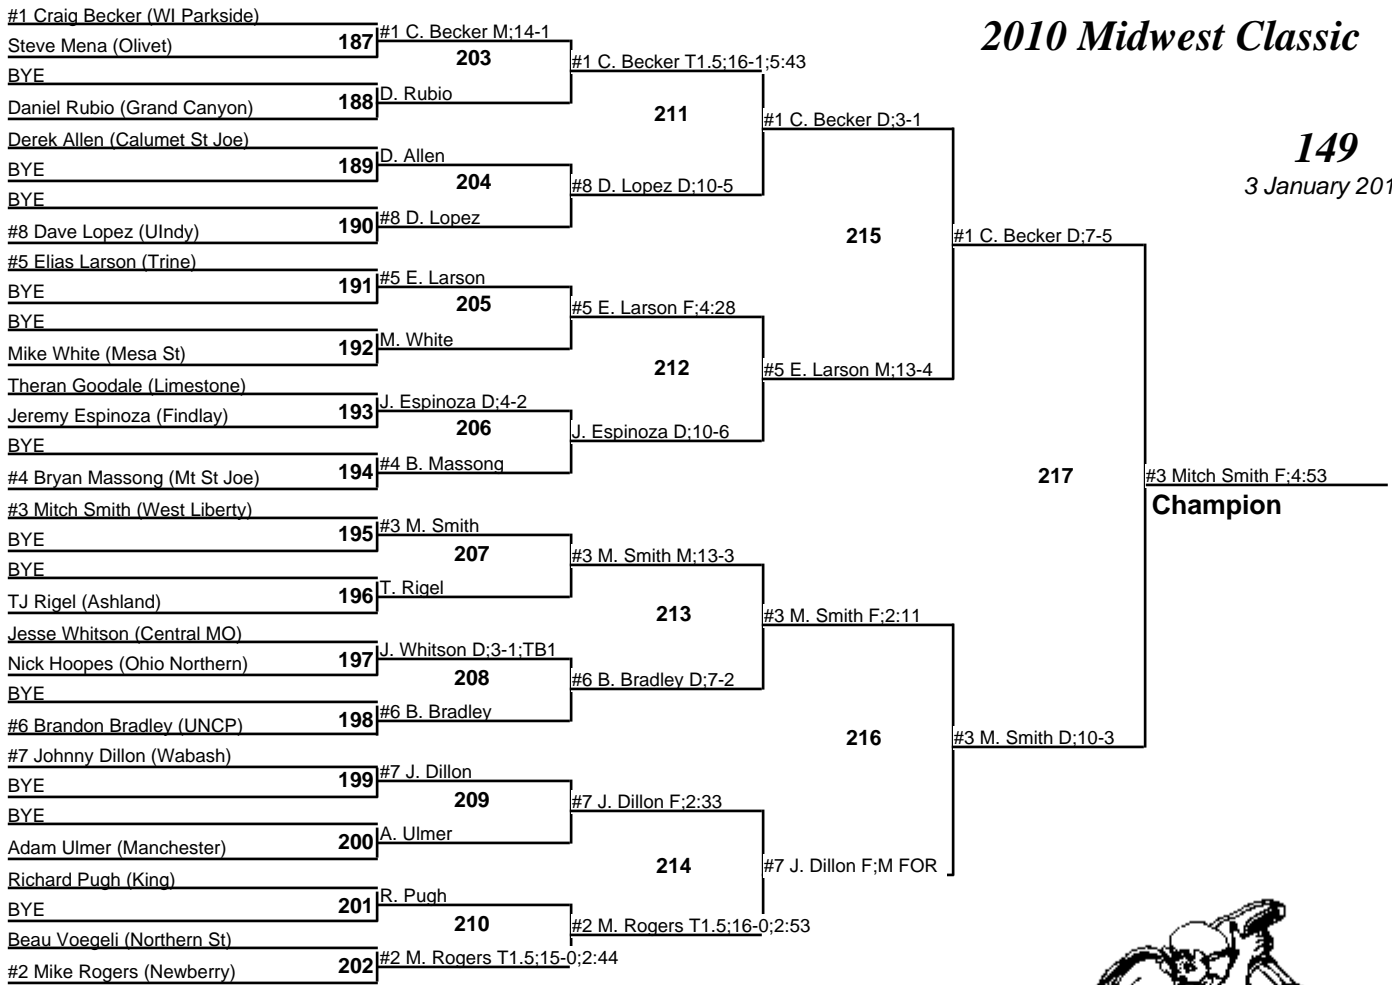 #1 Craig Becker (WI Parkside)
Steve Mena (Olivet)
BYE
Daniel Rubio (Grand Canyon)
Derek Allen (Calumet St Joe)
BYE
BYE
#8 Dave Lopez (UIndy)
#5 Elias Larson (Trine)
BYE
BYE
Mike White (Mesa St)
Theran Goodale (Limestone)
Jeremy Espinoza (Findlay)
BYE
#4 Bryan Massong (Mt St Joe)
#3 Mitch Smith (West Liberty)
BYE
BYE
TJ Rigel (Ashland)
Jesse Whitson (Central MO)
Nick Hoopes (Ohio Northern)
BYE
#6 Brandon Bradley (UNCP)
#7 Johnny Dillon (Wabash)
BYE
BYE
Adam Ulmer (Manchester)
Richard Pugh (King)
BYE
Beau Voegeli (Northern St)
#2 Mike Rogers (Newberry)
187
188
189
190
191
192
193
194
195
196
197
198
199
200
201
202
#1 C. Becker M;14-1
203
D. Rubio
D. Allen
204
#8 D. Lopez
#5 E. Larson
205
M. White
J. Espinoza D;4-2
206
#4 B. Massong
#3 M. Smith
207
T. Rigel
J. Whitson D;3-1;TB1
208
#6 B. Bradley
#7 J. Dillon
209
A. Ulmer
R. Pugh
210
#2 M. Rogers T1.5;15-0;2:44
#1 C. Becker T1.5;16-1;5:43
211
#8 D. Lopez D;10-5
#5 E. Larson F;4:28
212
J. Espinoza D;10-6
#3 M. Smith M;13-3
213
#6 B. Bradley D;7-2
#7 J. Dillon F;2:33
214
#2 M. Rogers T1.5;16-0;2:53
#1 C. Becker D;3-1
215
#5 E. Larson M;13-4
#3 M. Smith F;2:11
216
#7 J. Dillon F;M FOR
#1 C. Becker D;7-5
217
#3 M. Smith D;10-3
#3 Mitch Smith F;4:53
Champion
2010 Midwest Classic
149
3 January 201